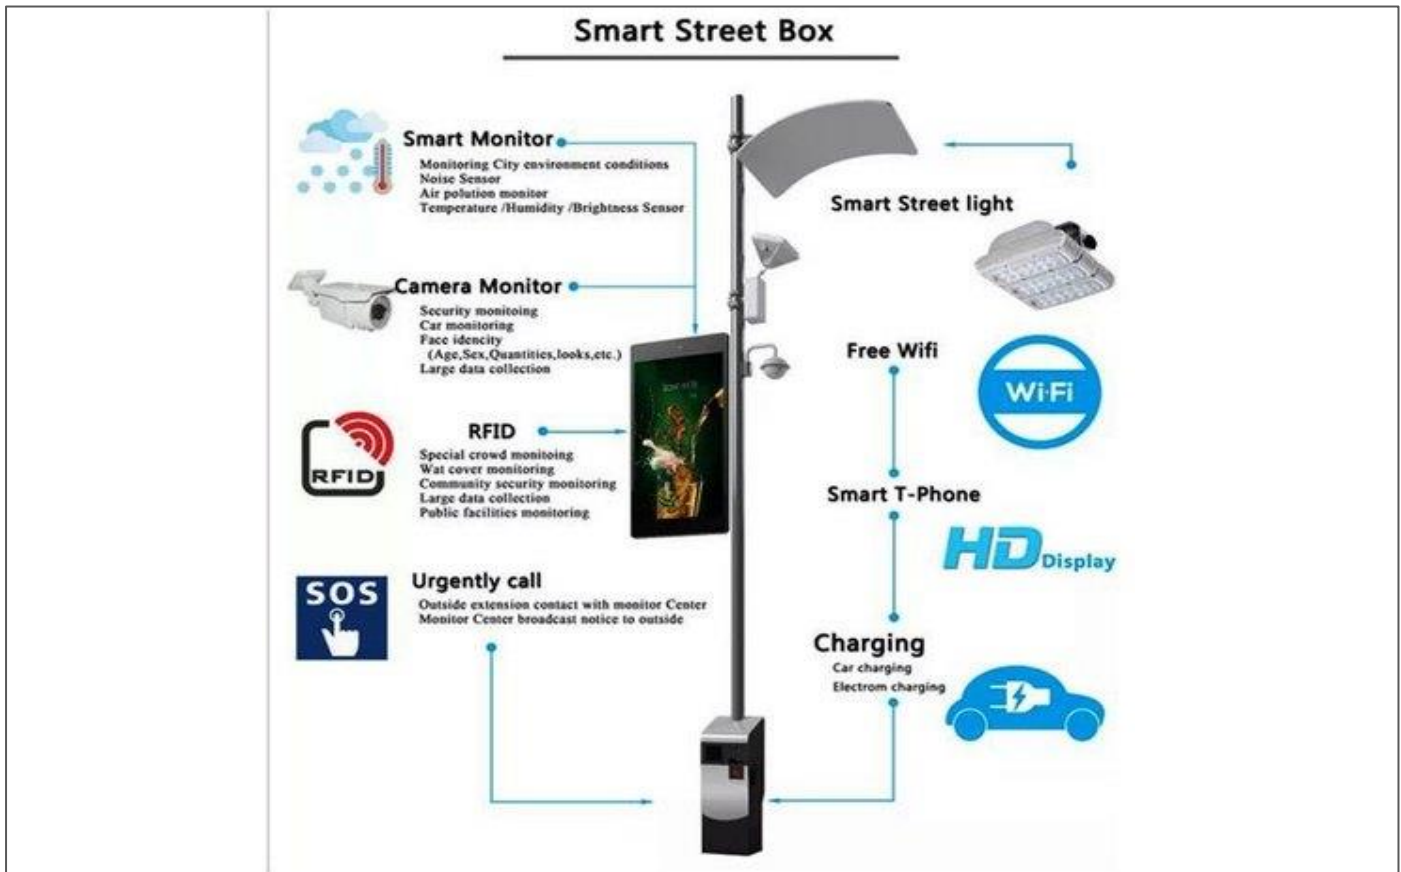 Smart Street Box
Smart Monitor
Monitoring City environment conditions
Noise Sensor
Air polution monitor
Temperature /Humidity /Brightness Sensor
Camera Monitor
Security monitoing
Car monitoring
Face idencity
(Age,Sex,Quantities,looks,etc.)
Large data collection
RFID
RFID
Special crowd monitoing
Wat cover monitoring
Community security monitoring
Large data collection
Public facilities monitoring
SOS
Urgently call
Outside extension contact with monitor Center
Monitor Center broadcast notice to outside
Smart Street light
Free Wifi
Wi-Fi
Smart T-Phone
HD Display
Charging
Car charging
Electrom charging